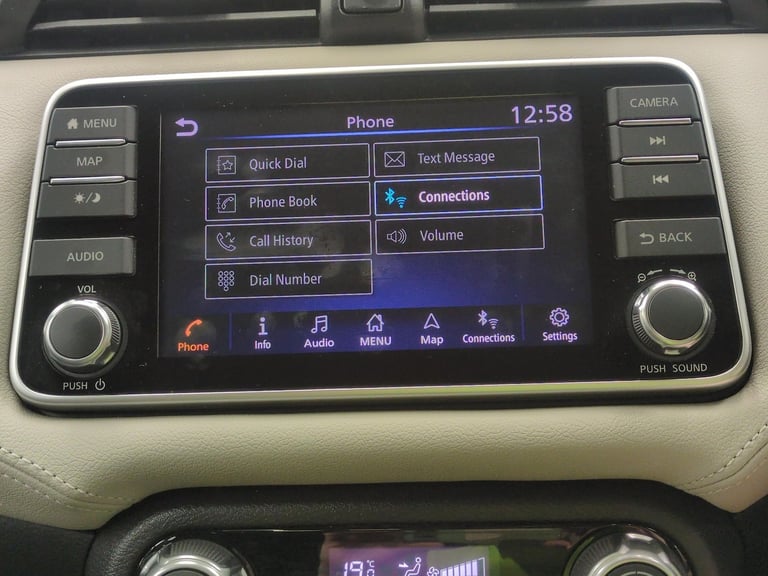 MENU
MAP
AUDIO
VOL
PUSH
Phone
12:58
Quick Dial
Text Message
Phone Book
Connections
Call History
Volume
Dial Number
Phone
Info
Audio
MENU
Map
Connections
Settings
CAMERA
BACK
PUSH SOUND
19°C